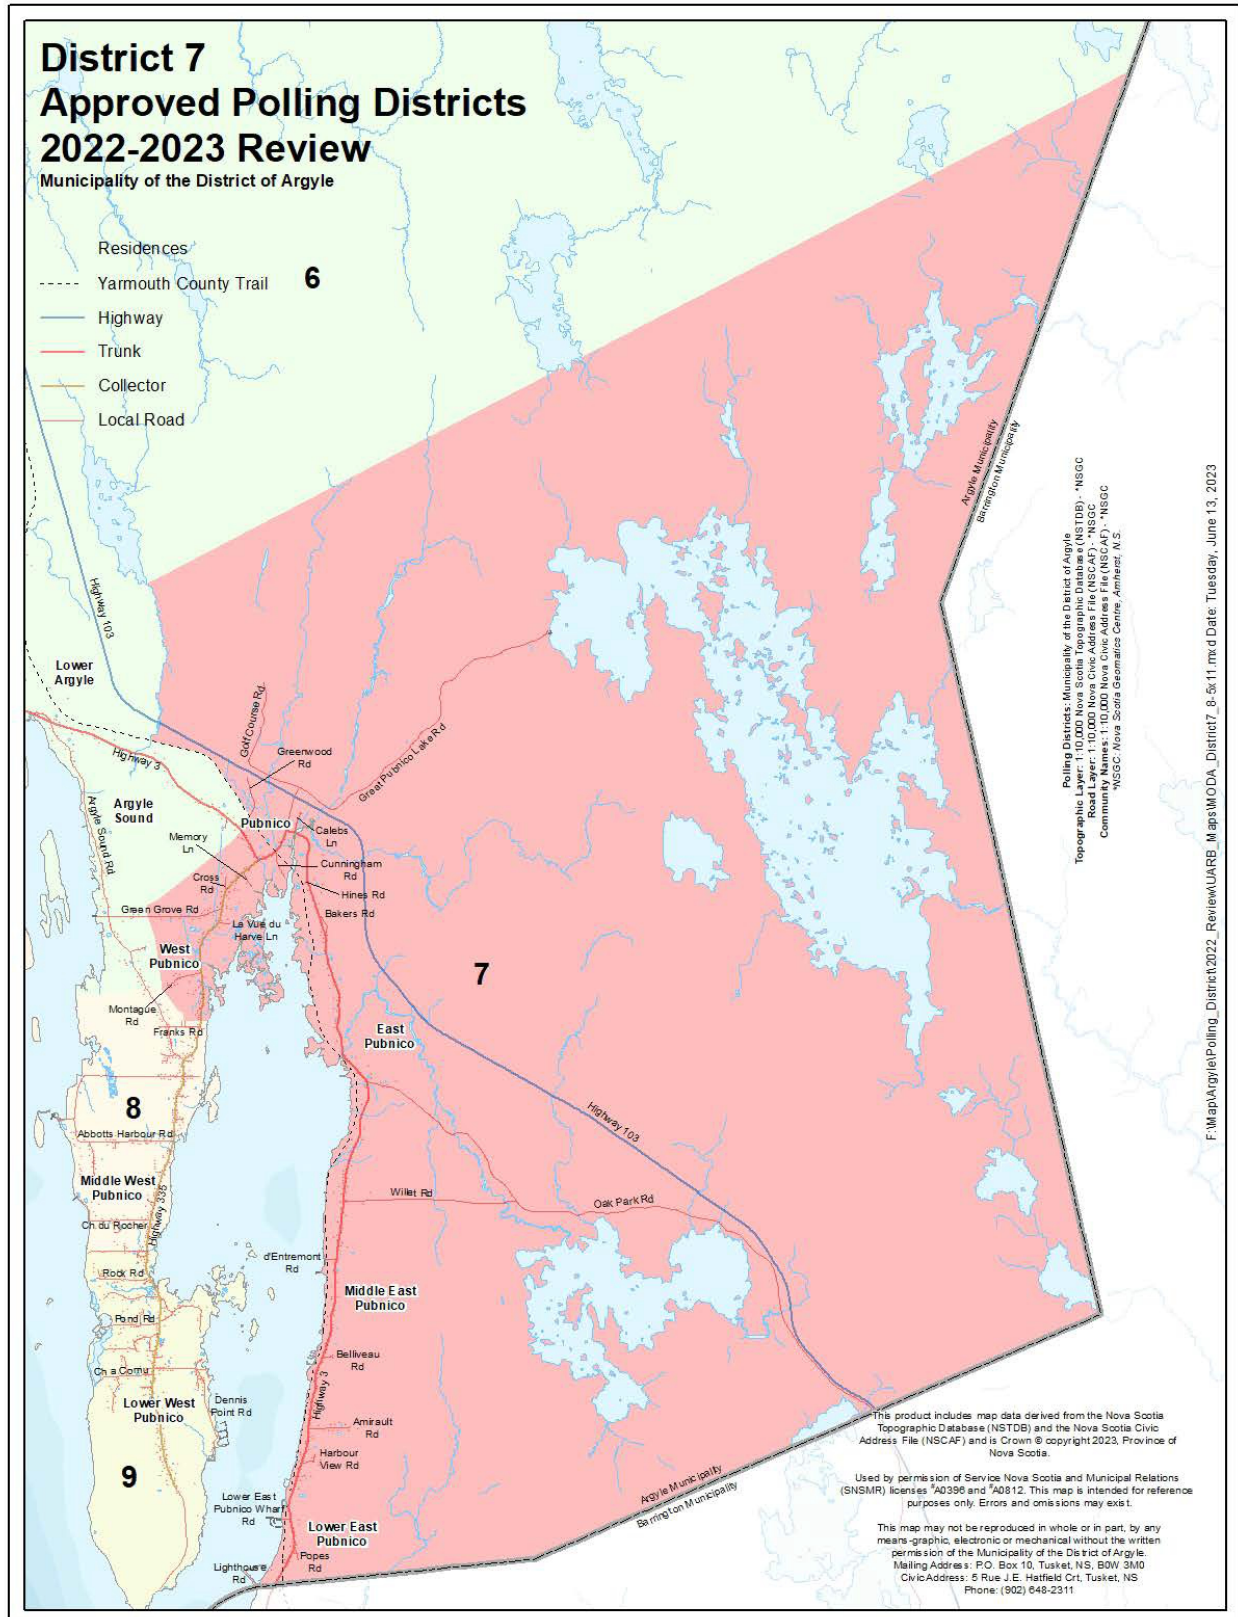 District 7
Approved Polling Districts
2022-2023 Review
Municipality of the District of Argyle
Residences
Yarmouth County Trail
6
Highway
Trunk
Collector
Local Road
Argyle Municipality
Barrington Municipality
Polling Districts: Municipality of the District of Argyle
Topographic Layer: 1:10,000 Nova Scotia Topographic Database (NSTDB) - *NSGC
Road Layer: 1:10,000 Nova Civic Address File (NSCAF) - *NSGC
Community Names: 1:10,000 Nova Civic Address File (NSCAF) - *NSGC
*NSGC: Nova Scotia Geomatics Centre, Amherst, N.S.
F:\Map\Argyle\Polling_District\2022_Review\UARB_Maps\MODA_District7_8-5x11.mxd Date: Tuesday, June 13, 2023
Highway 103
Lower
Argyle
Golf Course Rd
Greenwood
Rd
Great Pubnico Lake Rd
Highway 3
Argyle
Sound
Argyle Sound Rd
Pubnico
Memory
Ln
Calebs
Ln
Cunningham
Rd
Cross
Rd
Hines Rd
Green Grove Rd
Bakers Rd
La Vue du
Harve Ln
West
Pubnico
7
Montague
Rd
Franks Rd
East
Pubnico
8
Highway 103
Abbotts Harbour Rd
Middle West
Pubnico
Willet Rd
Oak Park Rd
Ch du Rocher
Highway 335
d'Entremont
Rd
Rock Rd
Middle East
Pubnico
Pond Rd
Belliveau
Rd
Ch a Cornu
Highway 3
Lower West
Pubnico
Dennis
Point Rd
Amirault
Rd
Harbour
View Rd
9
Argyle Municipality
Barrington Municipality
Lower East
Pubnico Wharf
Rd
Lower East
Pubnico
Popes
Rd
Lighthouse
Rd
This product includes map data derived from the Nova Scotia
Topographic Database (NSTDB) and the Nova Scotia Civic
Address File (NSCAF) and is Crown © copyright 2023, Province of
Nova Scotia.
Used by permission of Service Nova Scotia and Municipal Relations
(SNSMR) licenses #A0396 and #A0812. This map is intended for reference
purposes only. Errors and omissions may exist.
This map may not be reproduced in whole or in part, by any
means-graphic, electronic or mechanical without the written
permission of the Municipality of the District of Argyle.
Mailing Address: P.O. Box 10, Tusket, NS, B0W 3M0
Civic Address: 5 Rue J.E. Hatfield Crt, Tusket, NS
Phone: (902) 648-2311